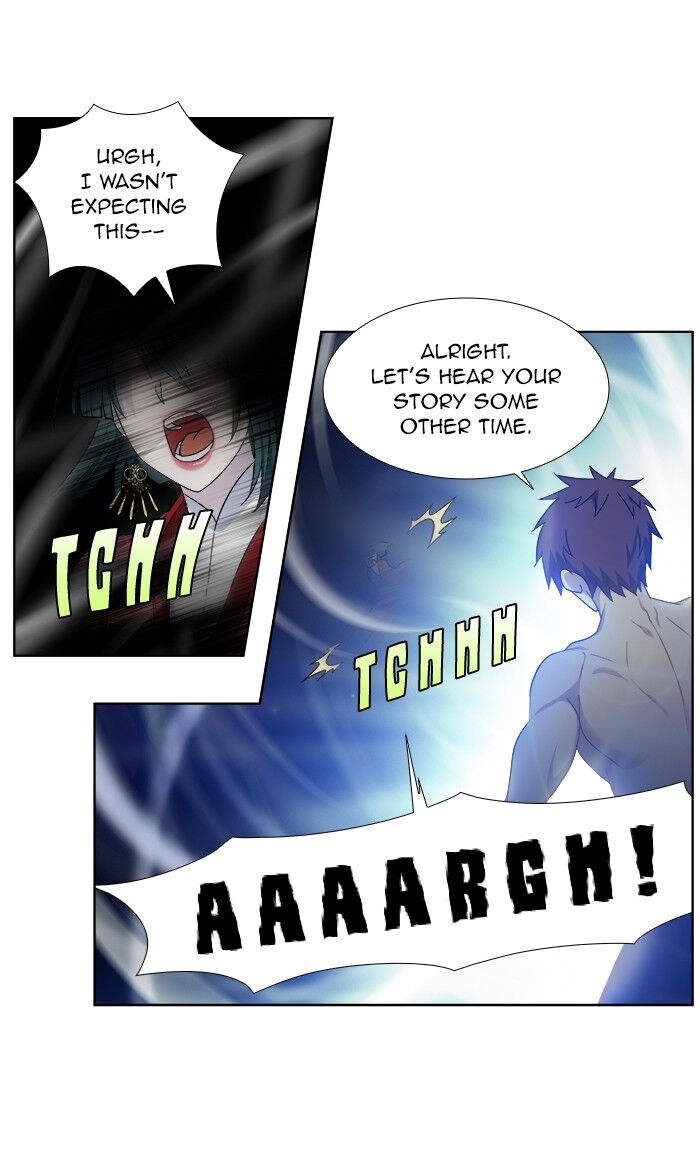 URGH,
I WASN'T
EXPECTING
THIS--
TCHH
ALRIGHT.
LET'S HEAR YOUR
STORY SOME
OTHER TIME.
TCHHH
AAAARGH!